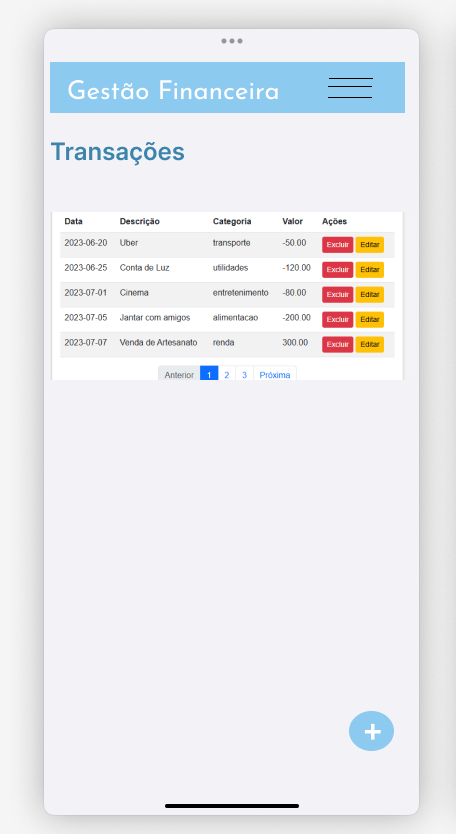 Gestão Financeira
Transações
Data Descrição Categoria Valor Ações
2023-06-20 Uber transporte -50.00 Excluir Editar
2023-06-25 Conta de Luz utilidades -120.00 Excluir Editar
2023-07-01 Cinema entretenimento -80.00 Excluir Editar
2023-07-05 Jantar com amigos alimentacao -200.00 Excluir Editar
2023-07-07 Venda de Artesanato renda 300.00 Excluir Editar
Anterior 1 2 3 Próxima
+